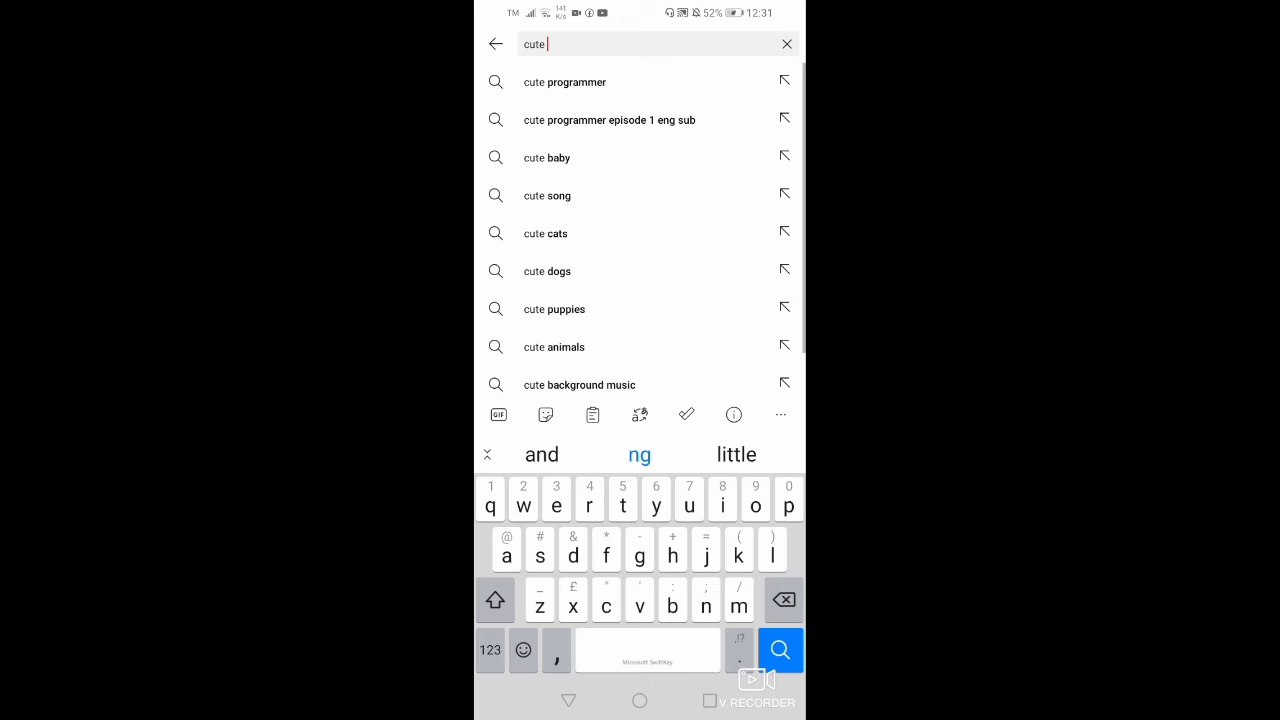 TM 141 K/s 52% 12:31
cute
cute programmer
cute programmer episode 1 eng sub
cute baby
cute song
cute cats
cute dogs
cute puppies
cute animals
cute background music
GIF
and ng little
1 2 3 4 5 6 7 8 9 0
q w e r t y u i o p
@ # & * - + = ( )
a s d f g h j k l
_ £ " ' : ; /
z x c v b n m
123 , Microsoft SwiftKey ,!? .
V RECORDER